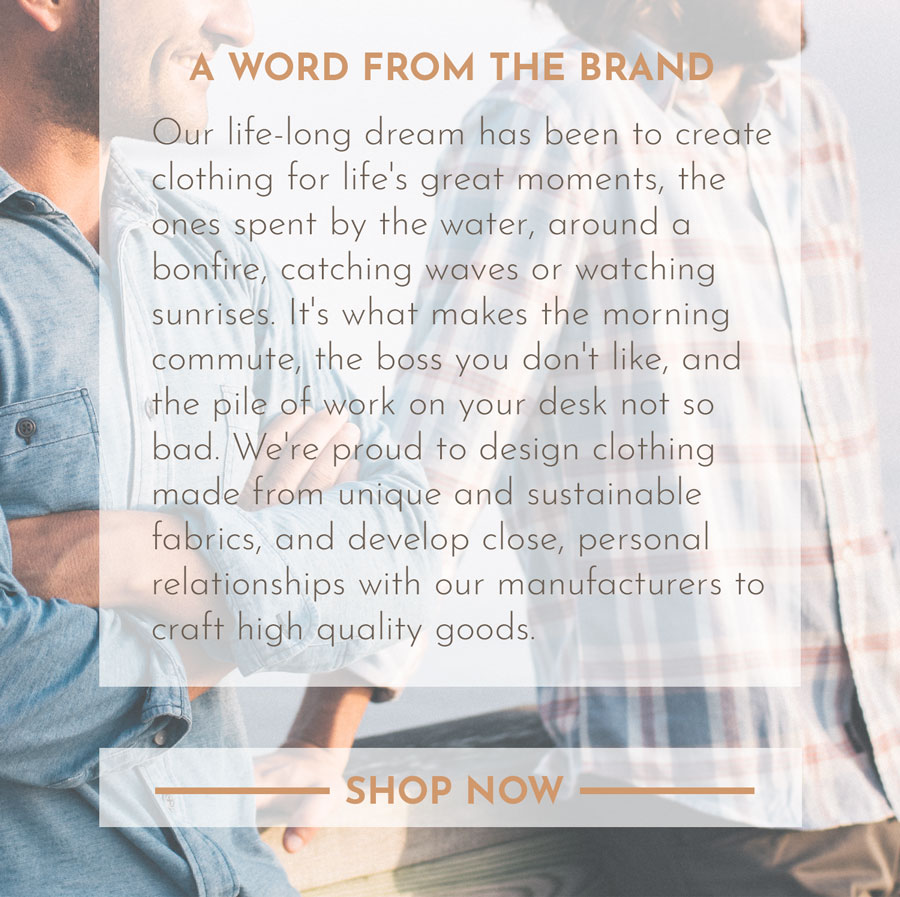 A WORD FROM THE BRAND
Our life-long dream has been to create
clothing for life's great moments, the
ones spent by the water, around a
bonfire, catching waves or watching
sunrises. It's what makes the morning
commute, the boss you don't like, and
the pile of work on your desk not so
bad. We're proud to design clothing
made from unique and sustainable
fabrics, and develop close, personal
relationships with our manufacturers to
craft high quality goods.
SHOP NOW